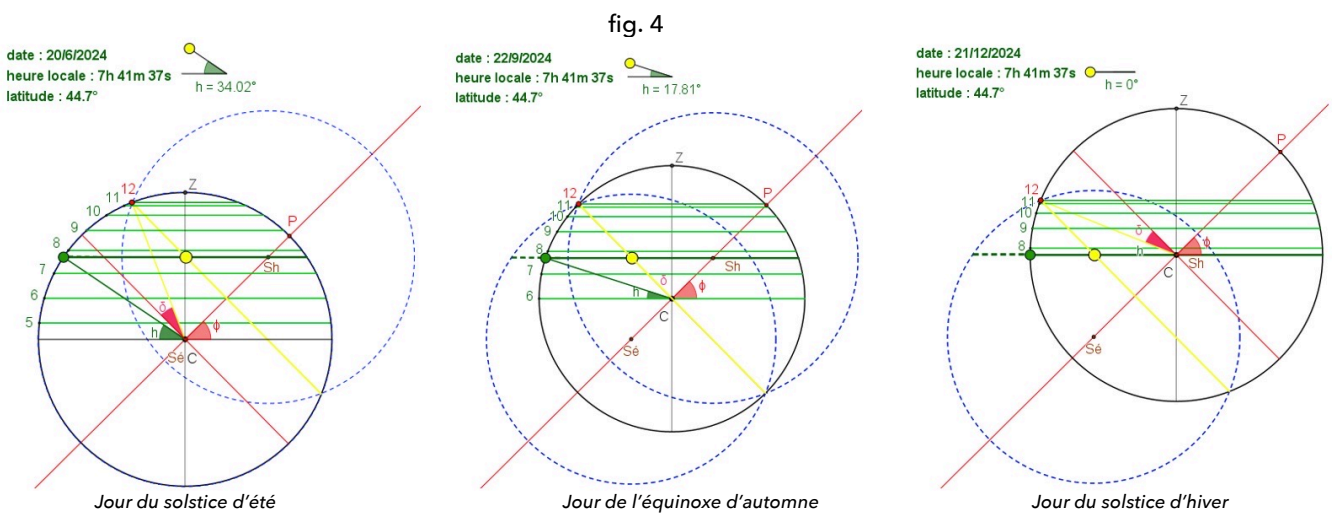 fig. 4
date : 20/6/2024
heure locale : 7h 41m 37s
latitude : 44.7°
h = 34.02°
Z
12
11
10
9
8
7
6
5
P
Sh
δ
h
ϕ
Sé
C
Jour du solstice d'été
date : 22/9/2024
heure locale : 7h 41m 37s
latitude : 44.7°
h = 17.81°
Z
12
11
10
9
8
7
6
P
Sh
δ
h
ϕ
C
Sé
Jour de l'équinoxe d'automne
date : 21/12/2024
heure locale : 7h 41m 37s
latitude : 44.7°
h = 0°
Z
12
11
10
9
8
P
δ
h
ϕ
Sh
C
Sé
Jour du solstice d'hiver